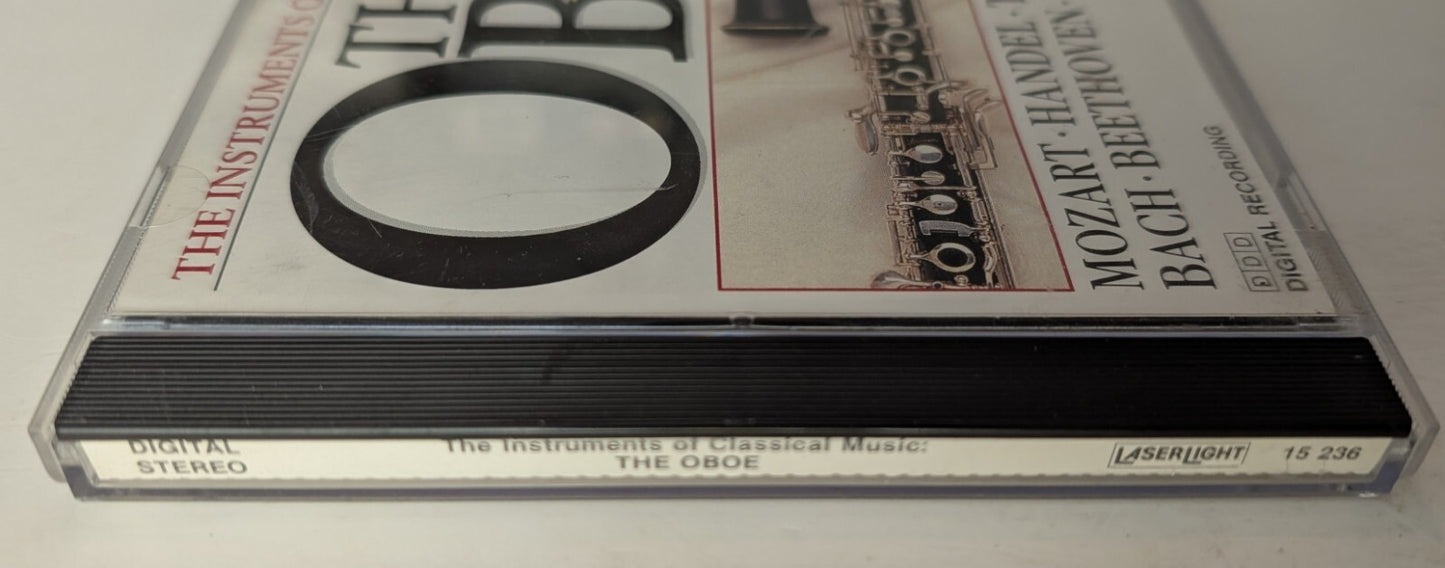 THE INSTRUMENTS O
TH
OB
MOZART · HANDEL ·
BACH · BEETHOVEN ·
DDD
DIGITAL RECORDING
DIGITAL
STEREO
The Instruments of Classical Music:
THE OBOE
LASERLIGHT
15 236